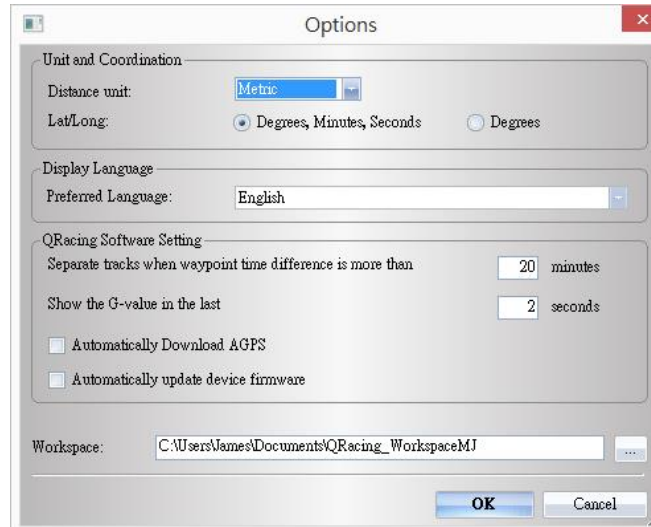 Options
Unit and Coordination
Distance unit: Metric
Lat/Long: Degrees, Minutes, Seconds Degrees
Display Language
Preferred Language: English
QRacing Software Setting
Separate tracks when waypoint time difference is more than 20 minutes
Show the G-value in the last 2 seconds
Automatically Download AGPS
Automatically update device firmware
Workspace: C:\Users\James\Documents\QRacing_WorkspaceMJ ...
OK Cancel